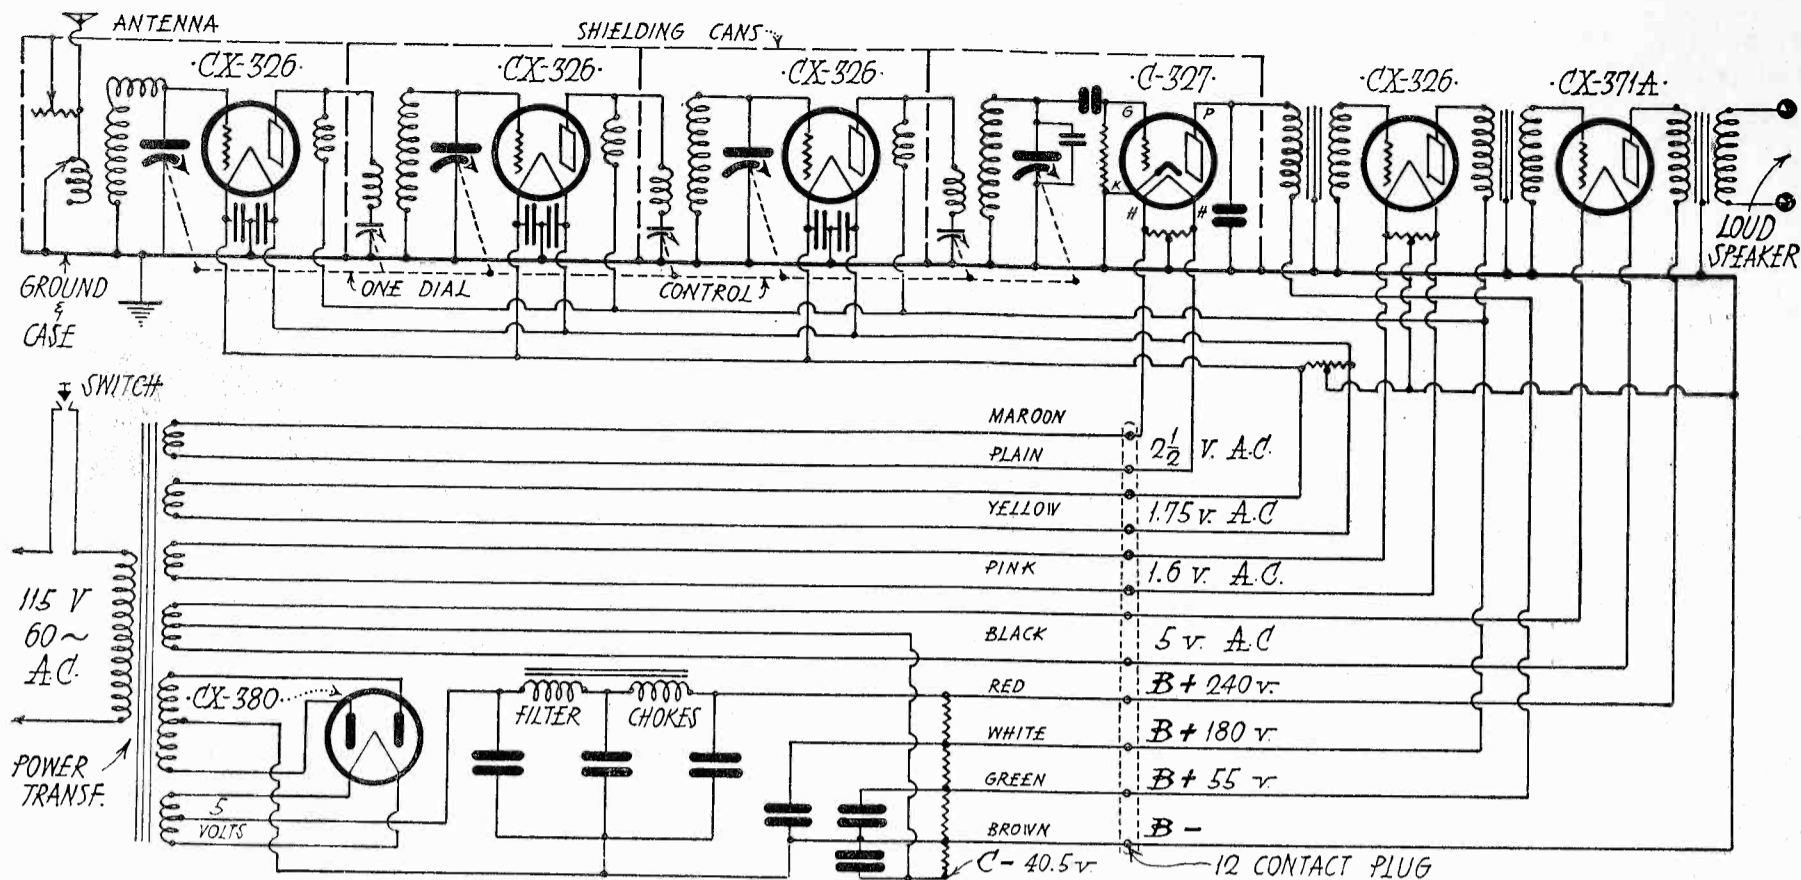 ANTENNA
SHIELDING CANS
·CX-326·
·CX-326·
·CX-326·
·C-327·
·CX-326·
·CX-371A·
G
P
K
H
H
LOUD
SPEAKER
GROUND
&
CASE
ONE DIAL
CONTROL
SWITCH
MAROON
PLAIN
2½ V. A.C.
YELLOW
1.75 V. A.C
PINK
1.6 V. A.C.
BLACK
5 V. A.C
115 V
60~
A.C.
·CX-380·
FILTER
CHOKES
RED
B+ 240 V.
WHITE
B+ 180 V
GREEN
B+ 55 V.
POWER
TRANSF.
5
VOLTS
BROWN
B-
C- 40.5 V.
12 CONTACT PLUG